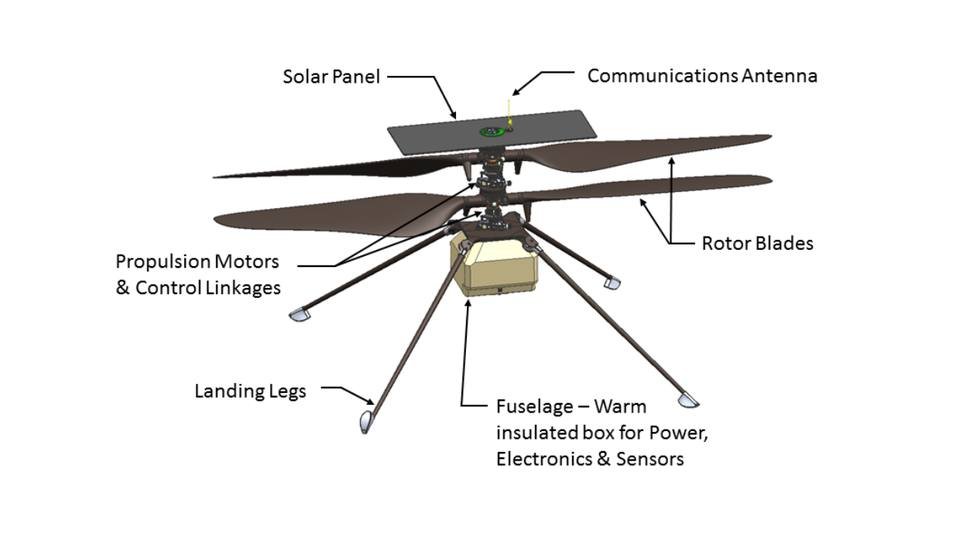 Solar Panel
Communications Antenna
Rotor Blades
Propulsion Motors
& Control Linkages
Landing Legs
Fuselage – Warm
insulated box for Power,
Electronics & Sensors